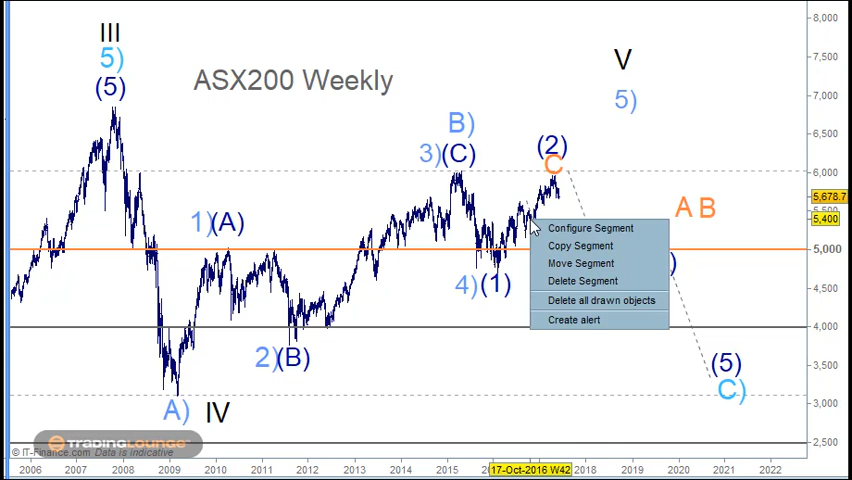 III
5)
(5)
ASX200 Weekly
V
5)
B)
3)(C)
(2)
C
1)(A)
A B
4)(1)
)
2)(B)
(5)
C)
A)
IV
Configure Segment
Copy Segment
Move Segment
Delete Segment
Delete all drawn objects
Create alert
8,000
7,500
7,000
6,500
6,000
5,678.7
5,400
5,000
4,500
4,000
3,500
3,000
2,500
TRADINGLOUNGE
© IT-Finance.com Data is indicative
2006 2007 2008 2009 2010 2011 2012 2013 2014 2015 17-Oct-2016 W42 2018 2019 2020 2021 2022